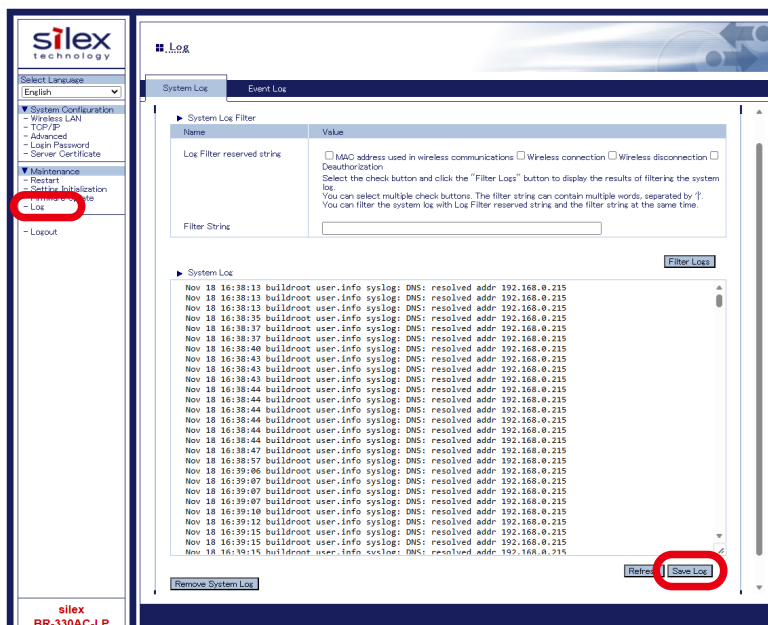 silex
technology
Select Language
English
▼ System Configuration
- Wireless LAN
- TCP/IP
- Advanced
- Login Password
- Server Certificate
▼ Maintenance
- Restart
- Setting Initialization
- Log
- Logout
silex
BR-330AC-LP
Log
System Log
Event Log
▶ System Log Filter
Name Value
Log Filter reserved string
MAC address used in wireless communications Wireless connection Wireless disconnection
Deauthorization
Select the check button and click the "Filter Logs" button to display the results of filtering the system
log.
You can select multiple check buttons. The filter string can contain multiple words, separated by '|'.
You can filter the system log with Log Filter reserved string and the filter string at the same time.
Filter String
Filter Logs
▶ System Log
Nov 18 16:38:13 buildroot user.info syslog: DNS: resolved addr 192.168.0.215
Nov 18 16:38:13 buildroot user.info syslog: DNS: resolved addr 192.168.0.215
Nov 18 16:38:13 buildroot user.info syslog: DNS: resolved addr 192.168.0.215
Nov 18 16:38:35 buildroot user.info syslog: DNS: resolved addr 192.168.0.215
Nov 18 16:38:37 buildroot user.info syslog: DNS: resolved addr 192.168.0.215
Nov 18 16:38:37 buildroot user.info syslog: DNS: resolved addr 192.168.0.215
Nov 18 16:38:40 buildroot user.info syslog: DNS: resolved addr 192.168.0.215
Nov 18 16:38:43 buildroot user.info syslog: DNS: resolved addr 192.168.0.215
Nov 18 16:38:43 buildroot user.info syslog: DNS: resolved addr 192.168.0.215
Nov 18 16:38:43 buildroot user.info syslog: DNS: resolved addr 192.168.0.215
Nov 18 16:38:44 buildroot user.info syslog: DNS: resolved addr 192.168.0.215
Nov 18 16:38:44 buildroot user.info syslog: DNS: resolved addr 192.168.0.215
Nov 18 16:38:44 buildroot user.info syslog: DNS: resolved addr 192.168.0.215
Nov 18 16:38:44 buildroot user.info syslog: DNS: resolved addr 192.168.0.215
Nov 18 16:38:44 buildroot user.info syslog: DNS: resolved addr 192.168.0.215
Nov 18 16:38:44 buildroot user.info syslog: DNS: resolved addr 192.168.0.215
Nov 18 16:38:47 buildroot user.info syslog: DNS: resolved addr 192.168.0.215
Nov 18 16:38:57 buildroot user.info syslog: DNS: resolved addr 192.168.0.215
Nov 18 16:39:06 buildroot user.info syslog: DNS: resolved addr 192.168.0.215
Nov 18 16:39:07 buildroot user.info syslog: DNS: resolved addr 192.168.0.215
Nov 18 16:39:07 buildroot user.info syslog: DNS: resolved addr 192.168.0.215
Nov 18 16:39:07 buildroot user.info syslog: DNS: resolved addr 192.168.0.215
Nov 18 16:39:10 buildroot user.info syslog: DNS: resolved addr 192.168.0.215
Nov 18 16:39:12 buildroot user.info syslog: DNS: resolved addr 192.168.0.215
Nov 18 16:39:15 buildroot user.info syslog: DNS: resolved addr 192.168.0.215
Nov 18 16:39:15 buildroot user.info syslog: DNS: resolved addr 192.168.0.215
Nov 18 16:39:15 buildroot user.info syslog: DNS: resolved addr 192.168.0.215
Save Log
Remove System Log